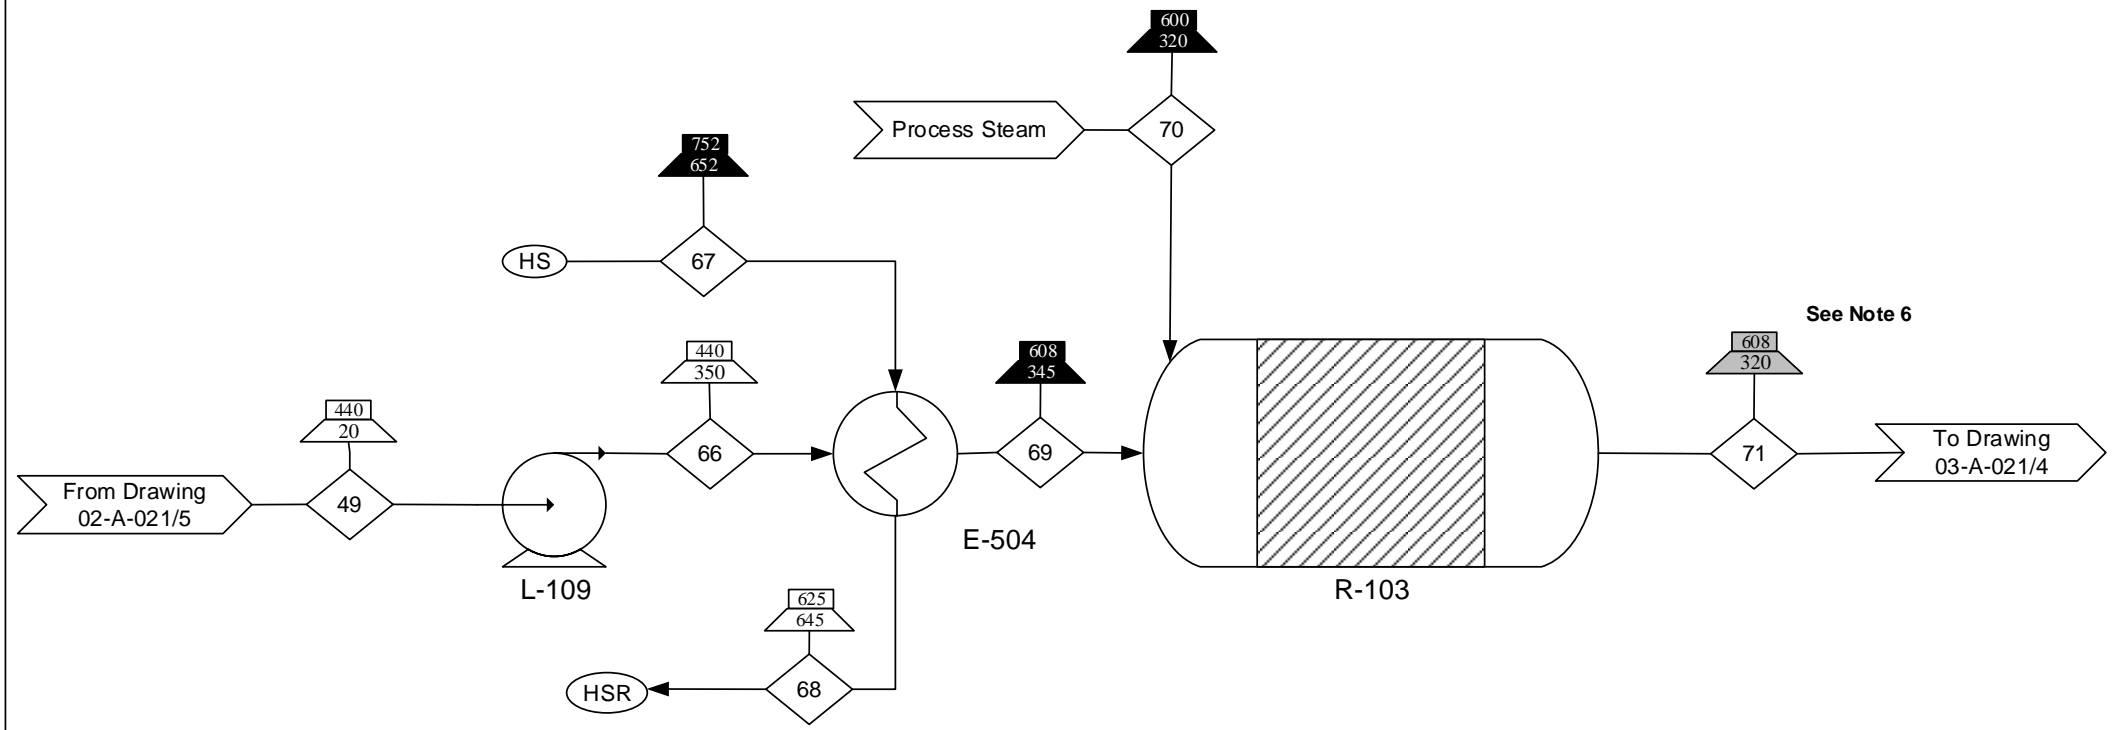 600
320
Process Steam
70
752
652
HS
67
See Note 6
440
350
608
345
608
320
440
20
66
69
71
To Drawing
03-A-021/4
From Drawing
02-A-021/5
49
E-504
L-109
R-103
625
645
HSR
68